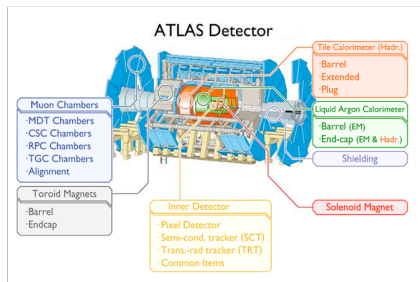 ATLAS Detector
Tile Calorimeter (Hadr.)
·Barrel
·Extended
·Plug
Muon Chambers
·MDT Chambers
·CSC Chambers
·RPC Chambers
·TGC Chambers
·Alignment
Liquid Argon Calorimeter
·Barrel (EM)
·End-cap (EM & Hadr.)
Shielding
Toroid Magnets
·Barrel
·Endcap
Inner Detector
· Pixel Detector
· Semi-cond. tracker (SCT)
· Trans.-rad tracker (TRT)
· Common Items
Solenoid Magnet